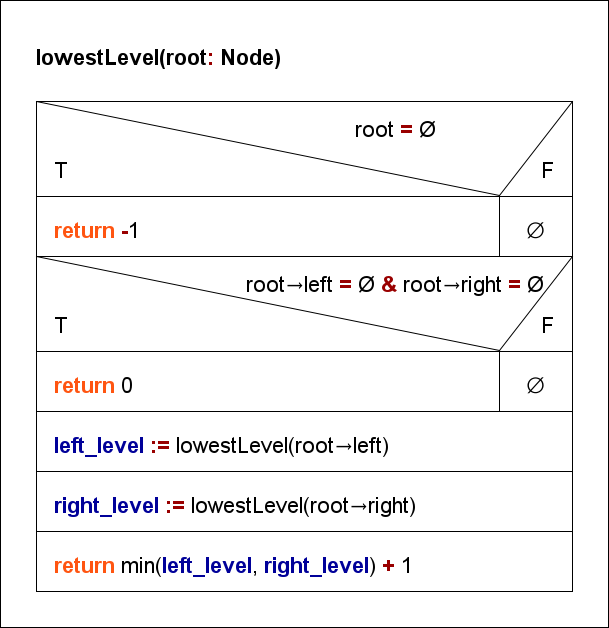 lowestLevel(root: Node)
root = Ø
T
F
return -1
Ø
root→left = Ø & root→right = Ø
T
F
return 0
Ø
left_level := lowestLevel(root→left)
right_level := lowestLevel(root→right)
return min(left_level, right_level) + 1